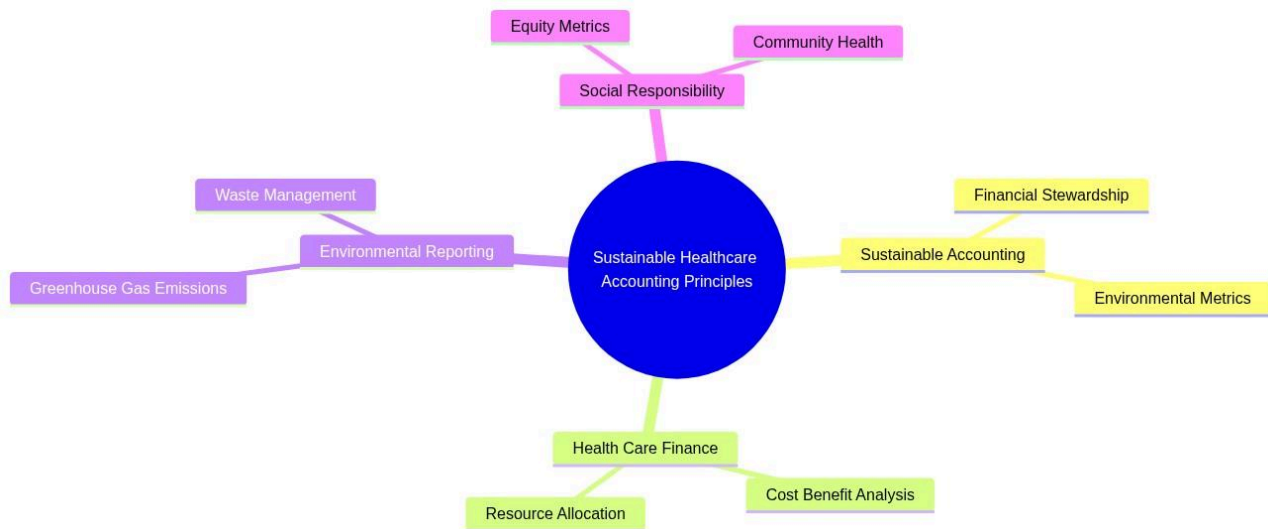 Equity Metrics
Community Health
Social Responsibility
Waste Management
Financial Stewardship
Environmental Reporting
Sustainable Healthcare
Accounting Principles
Sustainable Accounting
Greenhouse Gas Emissions
Environmental Metrics
Health Care Finance
Cost Benefit Analysis
Resource Allocation